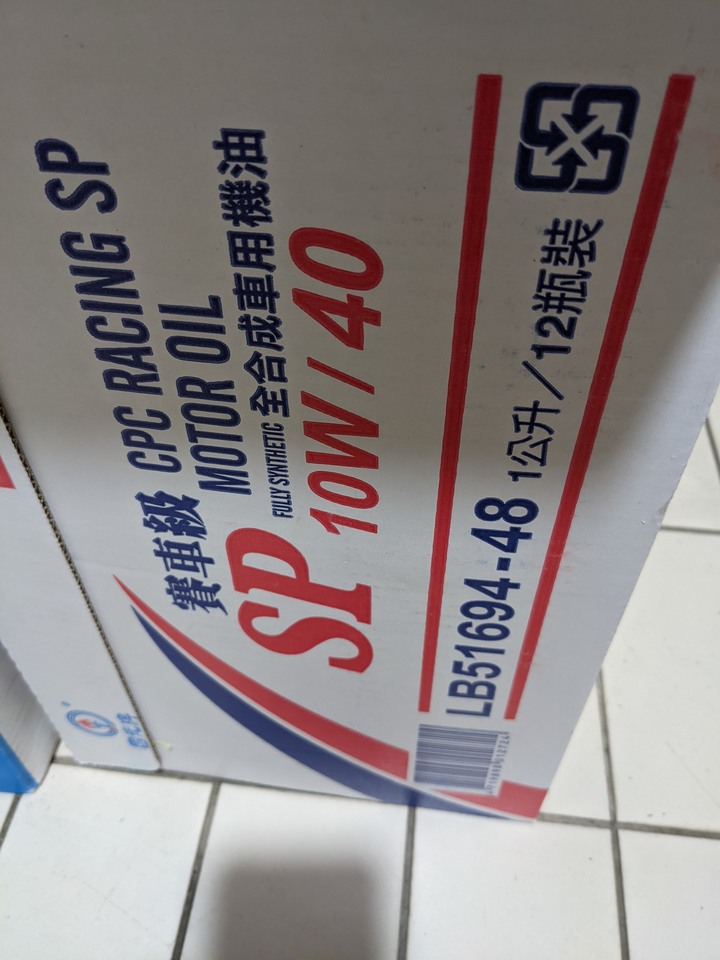 賽車級 CPC RACING SP
MOTOR OIL
SP FULLY SYNTHETIC 全合成車用機油
10W/40
LB51694-48 1公升/12瓶裝